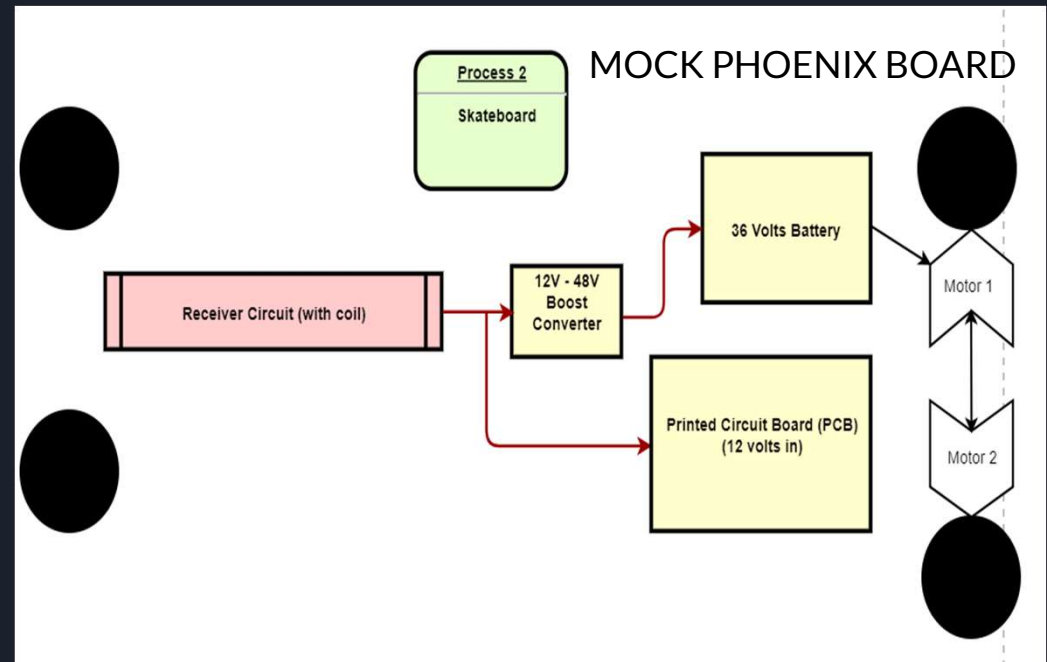 MOCK PHOENIX BOARD
Process 2
Skateboard
36 Volts Battery
12V - 48V
Boost
Converter
Receiver Circuit (with coil)
Motor 1
Printed Circuit Board (PCB)
(12 volts in)
Motor 2